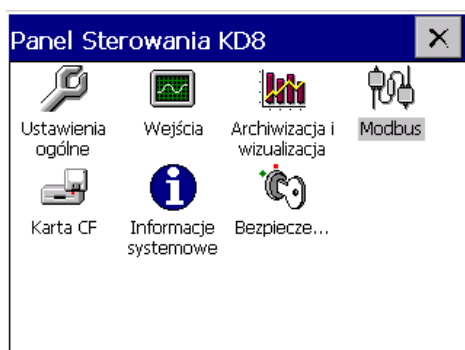 Panel Sterowania KD8
Ustawienia
ogólne
Wejścia
Archiwizacja i
wizualizacja
Modbus
Karta CF
Informacje
systemowe
Bezpiecze...